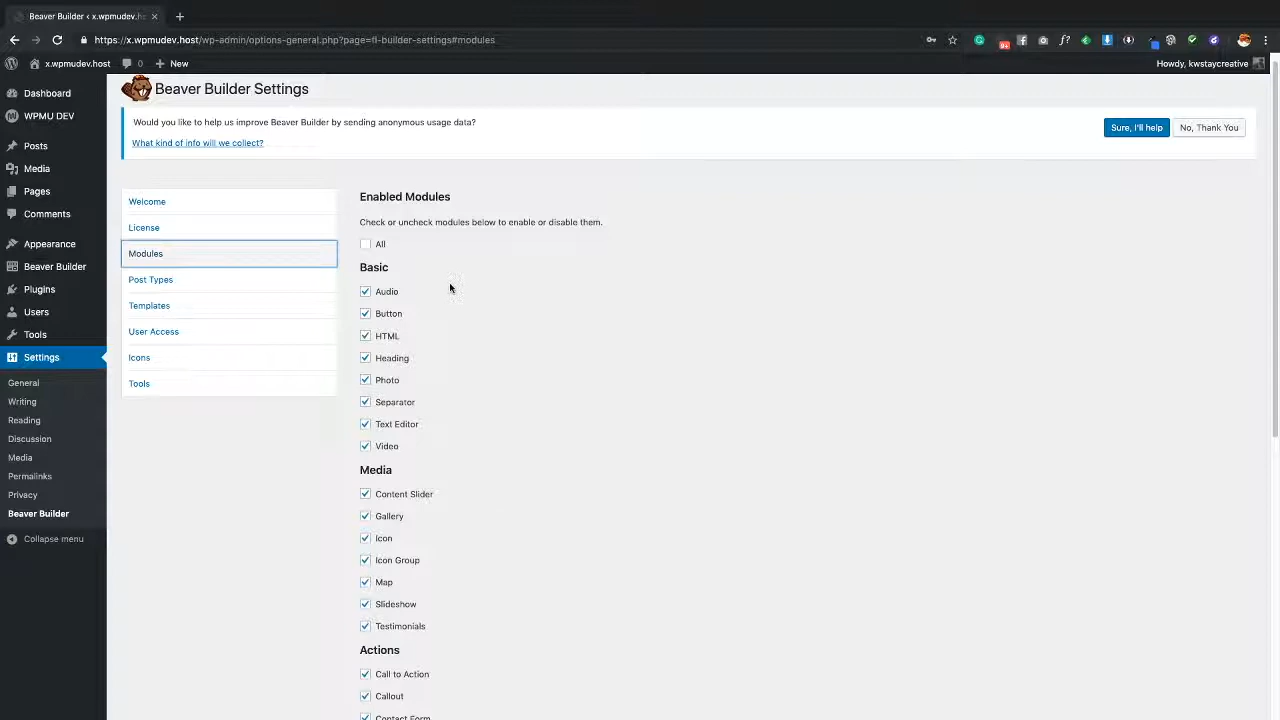 Beaver Builder ‹ x.wpmudev.hos
https://x.wpmudev.host/wp-admin/options-general.php?page=fl-builder-settings#modules
x.wpmudev.host
0
New
Howdy, kwstaycreative
Dashboard
WPMU DEV
Posts
Media
Pages
Comments
Appearance
Beaver Builder
Plugins
Users
Tools
Settings
General
Writing
Reading
Discussion
Media
Permalinks
Privacy
Beaver Builder
Collapse menu
Beaver Builder Settings
Would you like to help us improve Beaver Builder by sending anonymous usage data?
What kind of info will we collect?
Sure, I'll help
No, Thank You
Welcome
License
Modules
Post Types
Templates
User Access
Icons
Tools
Enabled Modules
Check or uncheck modules below to enable or disable them.
All
Basic
Audio
Button
HTML
Heading
Photo
Separator
Text Editor
Video
Media
Content Slider
Gallery
Icon
Icon Group
Map
Slideshow
Testimonials
Actions
Call to Action
Callout
Contact Form